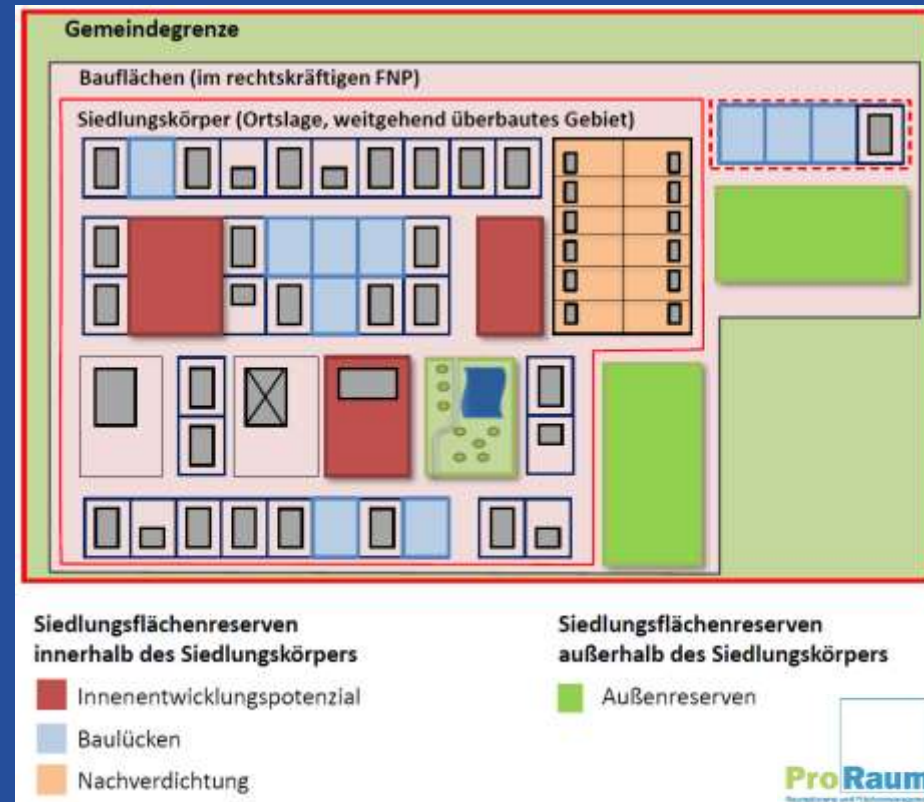 Gemeindegrenze
Bauflächen (im rechtskräftigen FNP)
Siedlungskörper (Ortslage, weitgehend überbautes Gebiet)
Siedlungsflächenreserven
innerhalb des Siedlungskörpers
Innenentwicklungspotenzial
Baulücken
Nachverdichtung
Siedlungsflächenreserven
außerhalb des Siedlungskörpers
Außenreserven
ProRaum